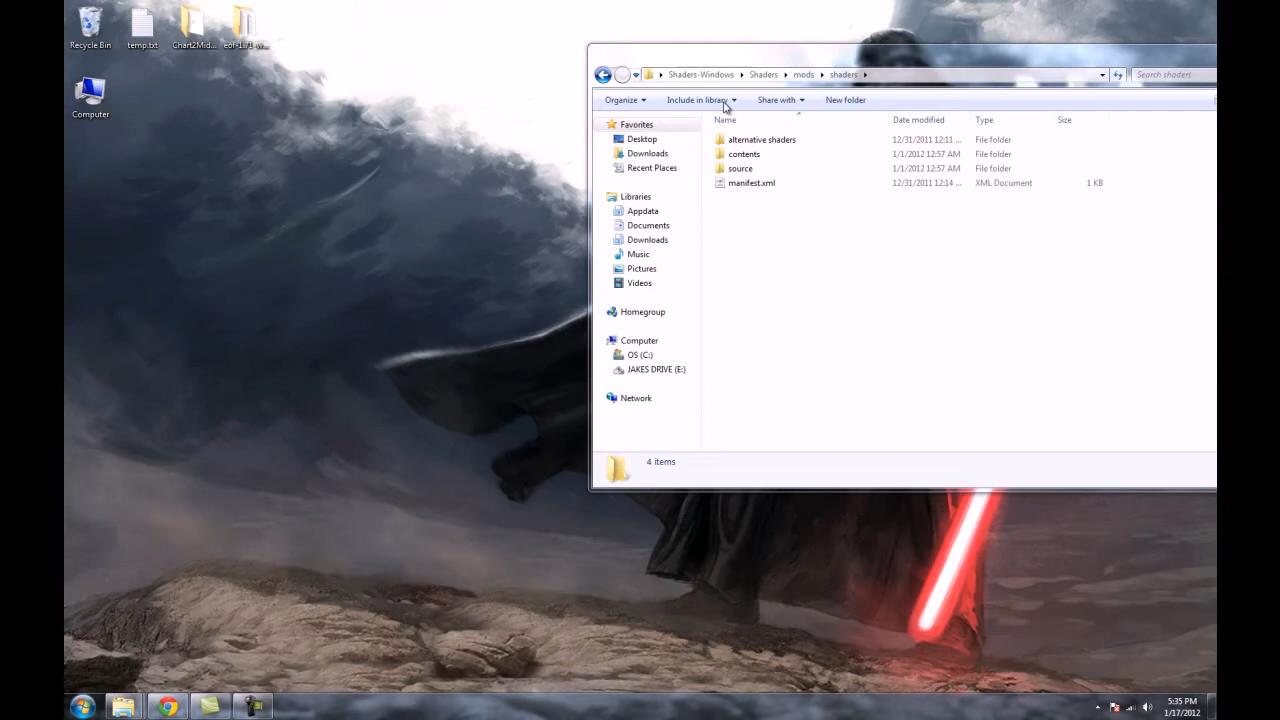 Recycle Bin
temp.txt
Chart2Mid...
eof-1.71-w...
Computer
Shaders-Windows
Shaders
mods
shaders
Search shaders
Organize
Include in library
Share with
New folder
Name
Date modified
Type
Size
Favorites
Desktop
Downloads
Recent Places
Libraries
Appdata
Documents
Downloads
Music
Pictures
Videos
Homegroup
Computer
OS (C:)
JAKES DRIVE (E:)
Network
alternative shaders 12/31/2011 12:11 ... File folder
contents 1/1/2012 12:57 AM File folder
source 1/1/2012 12:57 AM File folder
manifest.xml 12/31/2011 12:14 ... XML Document 1 KB
4 items
5:35 PM
1/17/2012